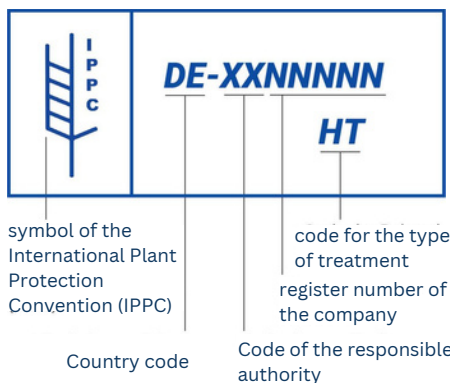 IPPC
DE-XXNNNNN
HT
symbol of the
International Plant
Protection
Convention (IPPC)
code for the type
of treatment
register number of
the company
Country code
Code of the responsible
authority